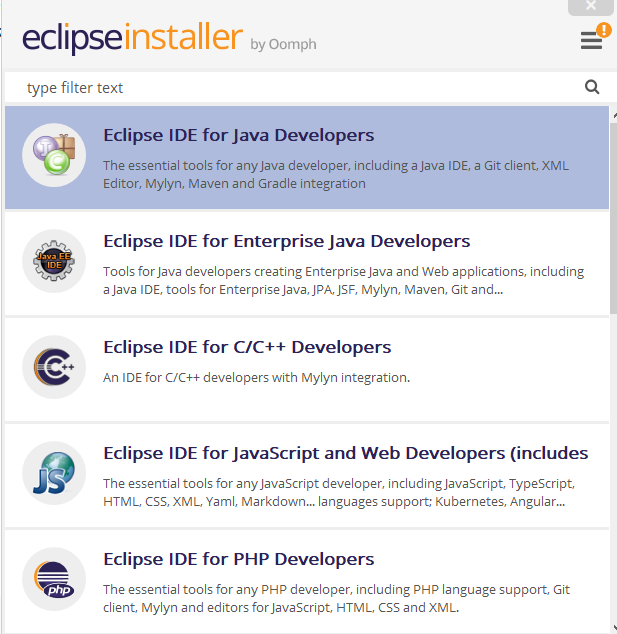 eclipseinstaller by Oomph
!
type filter text
Eclipse IDE for Java Developers
The essential tools for any Java developer, including a Java IDE, a Git client, XML
Editor, Mylyn, Maven and Gradle integration
Java EE
IDE
Eclipse IDE for Enterprise Java Developers
Tools for Java developers creating Enterprise Java and Web applications, including
a Java IDE, tools for Enterprise Java, JPA, JSF, Mylyn, Maven, Git and...
C++
Eclipse IDE for C/C++ Developers
An IDE for C/C++ developers with Mylyn integration.
JS
Eclipse IDE for JavaScript and Web Developers (includes
The essential tools for any JavaScript developer, including JavaScript, TypeScript,
HTML, CSS, XML, Yaml, Markdown... languages support; Kubernetes, Angular...
php
Eclipse IDE for PHP Developers
The essential tools for any PHP developer, including PHP language support, Git
client, Mylyn and editors for JavaScript, HTML, CSS and XML.